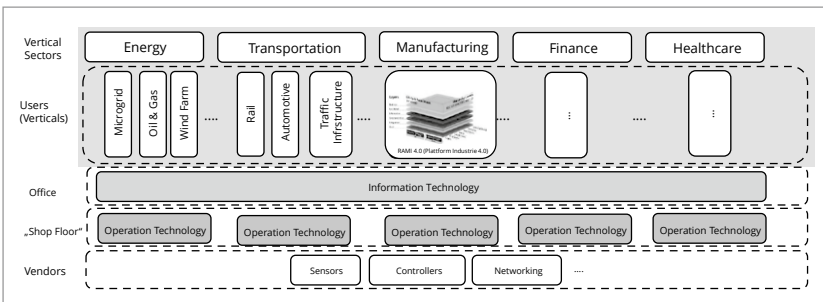 Vertical
Sectors
Energy
Transportation
Manufacturing
Finance
Healthcare
Users
(Verticals)
Microgrid
Oil & Gas
Wind Farm
....
Rail
Automotive
Traffic
Infrstructure
....
RAMI 4.0 (Plattform Industrie 4.0)
....
...
....
...
Office
Information Technology
„Shop Floor“
Operation Technology
Operation Technology
Operation Technology
Operation Technology
Operation Technology
Vendors
Sensors
Controllers
Networking
....